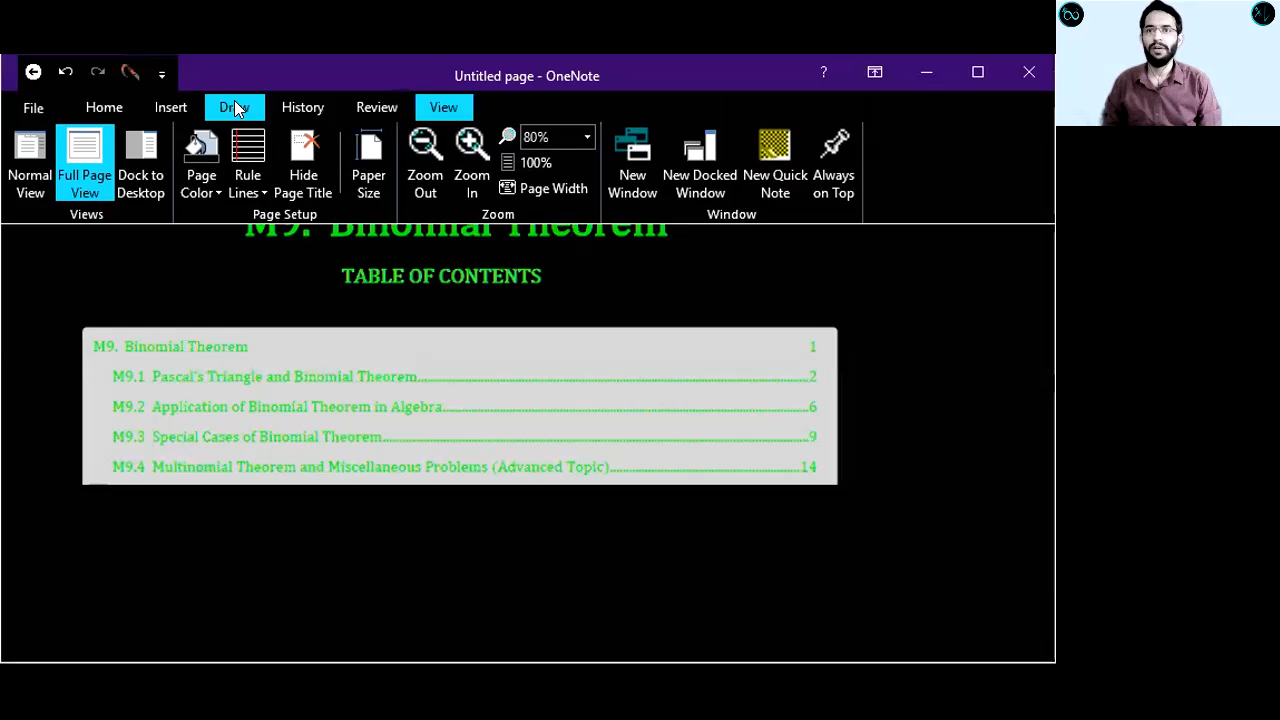 Untitled page - OneNote
?
File Home Insert Draw History Review View
Normal View
Full Page View
Dock to Desktop
Views
Page Color
Rule Lines
Hide Page Title
Paper Size
Page Setup
Zoom Out
Zoom In
80%
100%
Page Width
Zoom
New Window
New Docked Window
New Quick Note
Always on Top
Window
M9. Binomial Theorem
TABLE OF CONTENTS
M9. Binomial Theorem 1
M9.1 Pascal's Triangle and Binomial Theorem 2
M9.2 Application of Binomial Theorem in Algebra 6
M9.3 Special Cases of Binomial Theorem 9
M9.4 Multinomial Theorem and Miscellaneous Problems (Advanced Topic) 14